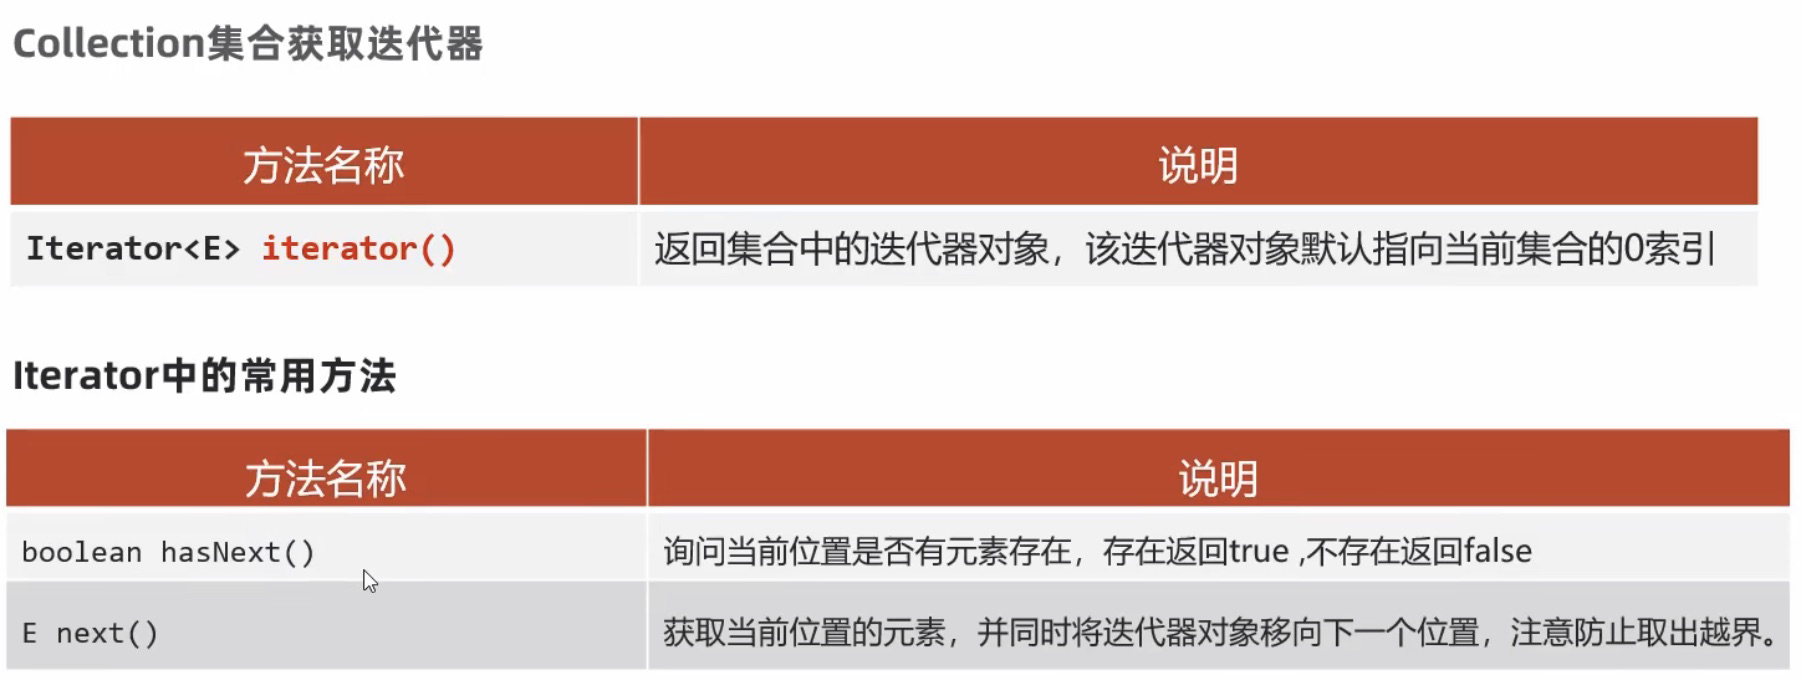 Collection集合获取迭代器
方法名称 说明
Iterator<E> iterator() 返回集合中的迭代器对象，该迭代器对象默认指向当前集合的0索引
Iterator中的常用方法
方法名称 说明
boolean hasNext() 询问当前位置是否有元素存在，存在返回true ,不存在返回false
E next() 获取当前位置的元素，并同时将迭代器对象移向下一个位置，注意防止取出越界。